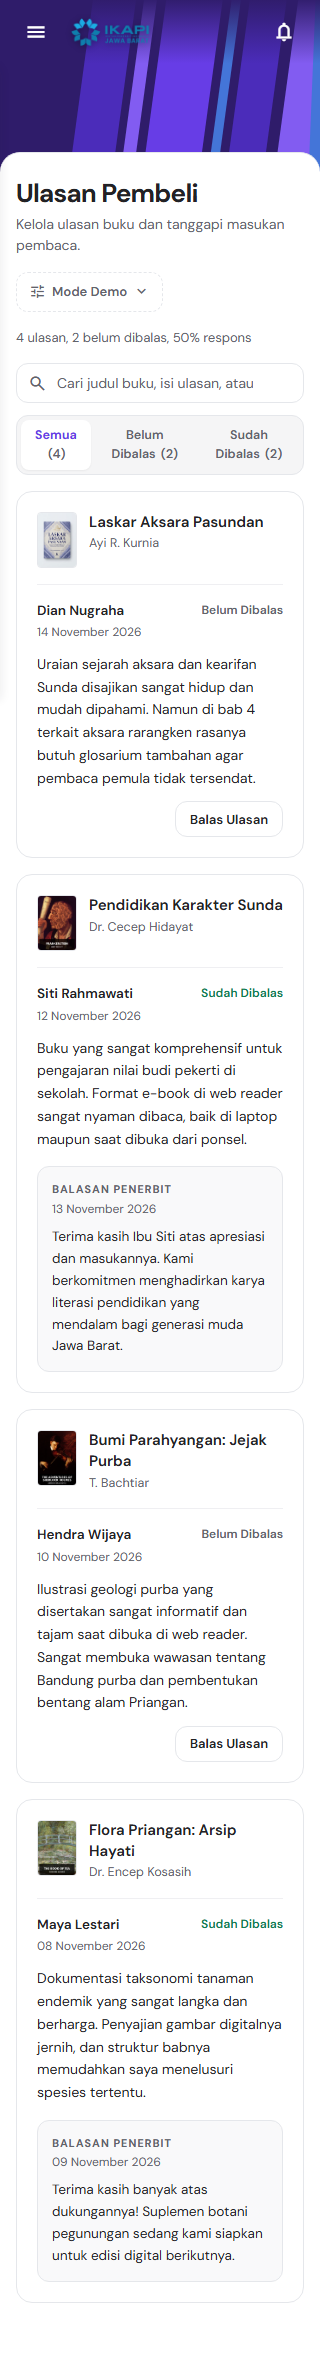 IKAPI
JAWA BARAT
Ulasan Pembeli
Kelola ulasan buku dan tanggapi masukan
pembaca.
Mode Demo
4 ulasan, 2 belum dibalas, 50% respons
Cari judul buku, isi ulasan, atau
Semua
(4)
Belum
Dibalas (2)
Sudah
Dibalas (2)
LASKAR
AKSARA
PASUNDAN
Laskar Aksara Pasundan
Ayi R. Kurnia
Dian Nugraha
Belum Dibalas
14 November 2026
Uraian sejarah aksara dan kearifan
Sunda disajikan sangat hidup dan
mudah dipahami. Namun di bab 4
terkait aksara rarangken rasanya
butuh glosarium tambahan agar
pembaca pemula tidak tersendat.
Balas Ulasan
FRANKENSTEIN
Pendidikan Karakter Sunda
Dr. Cecep Hidayat
Siti Rahmawati
Sudah Dibalas
12 November 2026
Buku yang sangat komprehensif untuk
pengajaran nilai budi pekerti di
sekolah. Format e-book di web reader
sangat nyaman dibaca, baik di laptop
maupun saat dibuka dari ponsel.
BALASAN PENERBIT
13 November 2026
Terima kasih Ibu Siti atas apresiasi
dan masukannya. Kami
berkomitmen menghadirkan karya
literasi pendidikan yang
mendalam bagi generasi muda
Jawa Barat.
Bumi Parahyangan: Jejak
Purba
T. Bachtiar
Hendra Wijaya
Belum Dibalas
10 November 2026
Ilustrasi geologi purba yang
disertakan sangat informatif dan
tajam saat dibuka di web reader.
Sangat membuka wawasan tentang
Bandung purba dan pembentukan
bentang alam Priangan.
Balas Ulasan
THE BOOK OF TEA
Flora Priangan: Arsip
Hayati
Dr. Encep Kosasih
Maya Lestari
Sudah Dibalas
08 November 2026
Dokumentasi taksonomi tanaman
endemik yang sangat langka dan
berharga. Penyajian gambar digitalnya
jernih, dan struktur babnya
memudahkan saya menelusuri
spesies tertentu.
BALASAN PENERBIT
09 November 2026
Terima kasih banyak atas
dukungannya! Suplemen botani
pegunungan sedang kami siapkan
untuk edisi digital berikutnya.